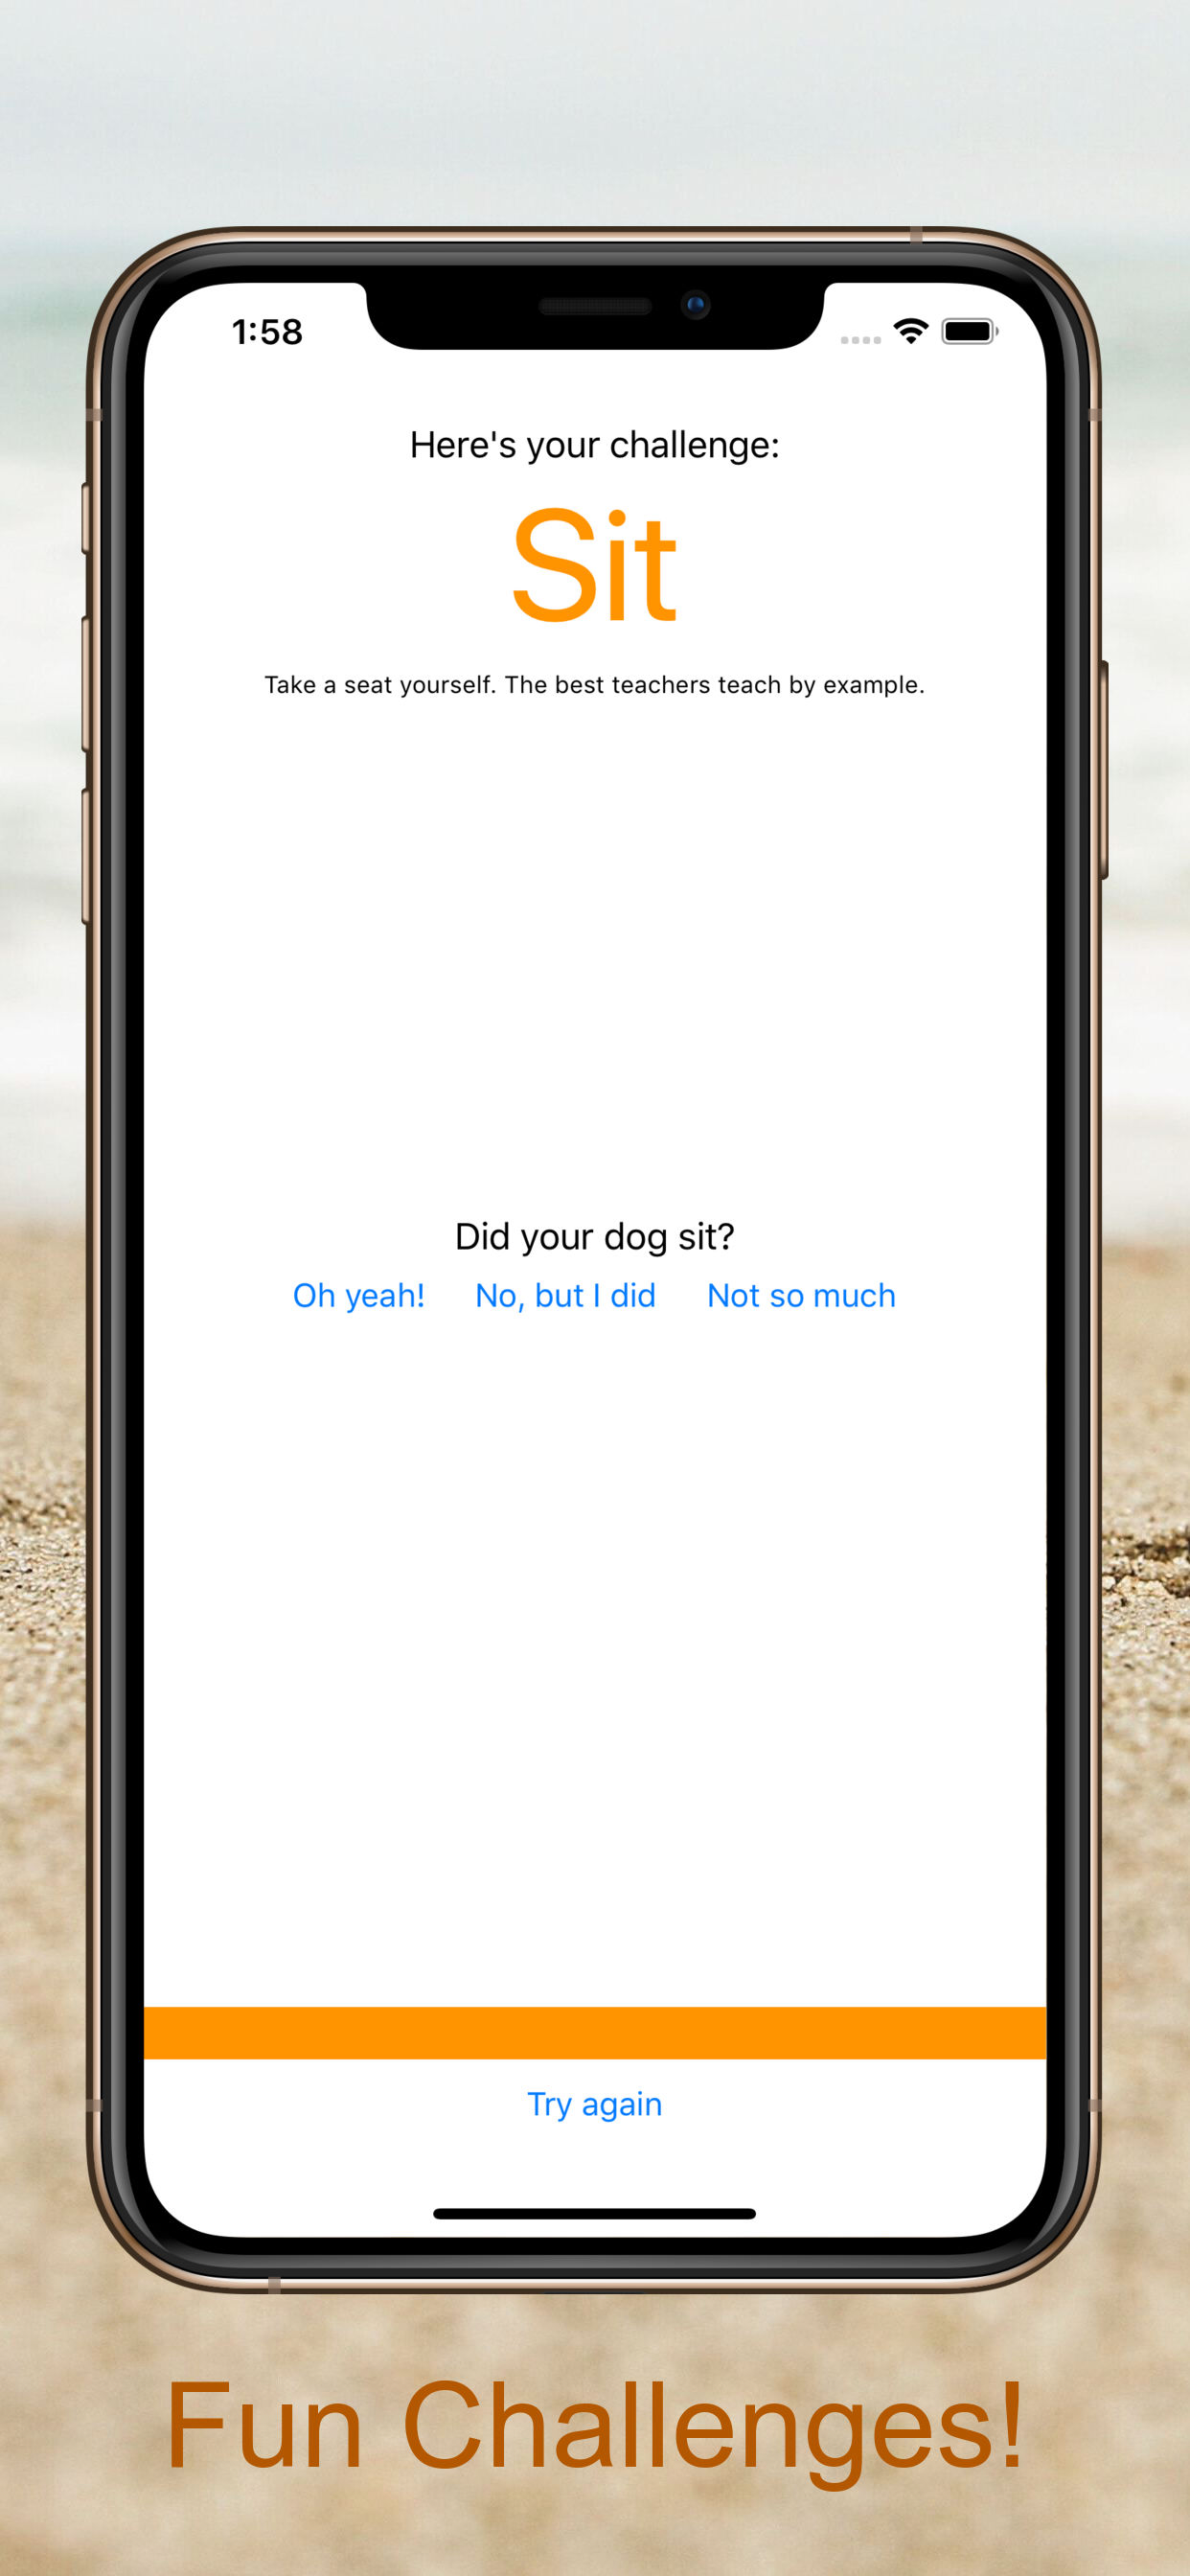 1:58
Here's your challenge:
Sit
Take a seat yourself. The best teachers teach by example.
Did your dog sit?
Oh yeah! No, but I did Not so much
Try again
Fun Challenges!